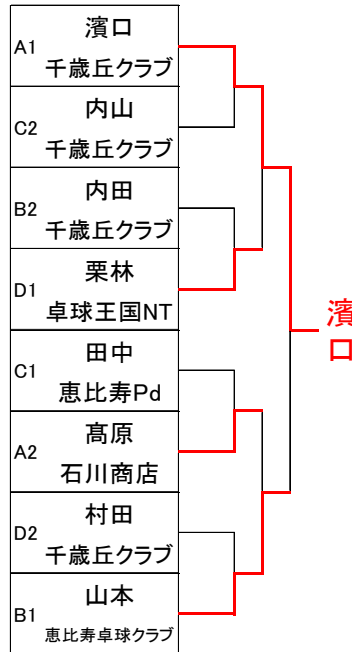 A1
濱口
千歳丘クラブ
C2
内山
千歳丘クラブ
B2
内田
千歳丘クラブ
D1
栗林
卓球王国NT
C1
田中
恵比寿Pd
A2
髙原
石川商店
D2
村田
千歳丘クラブ
B1
山本
恵比寿卓球クラブ
濱
口